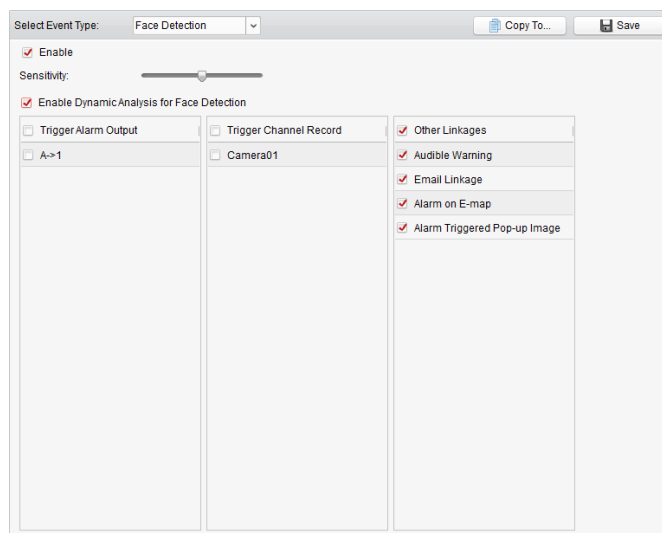 Select Event Type: Face Detection Copy To... Save
Enable
Sensitivity:
Enable Dynamic Analysis for Face Detection
Trigger Alarm Output Trigger Channel Record Other Linkages
A->1 Camera01 Audible Warning
Email Linkage
Alarm on E-map
Alarm Triggered Pop-up Image